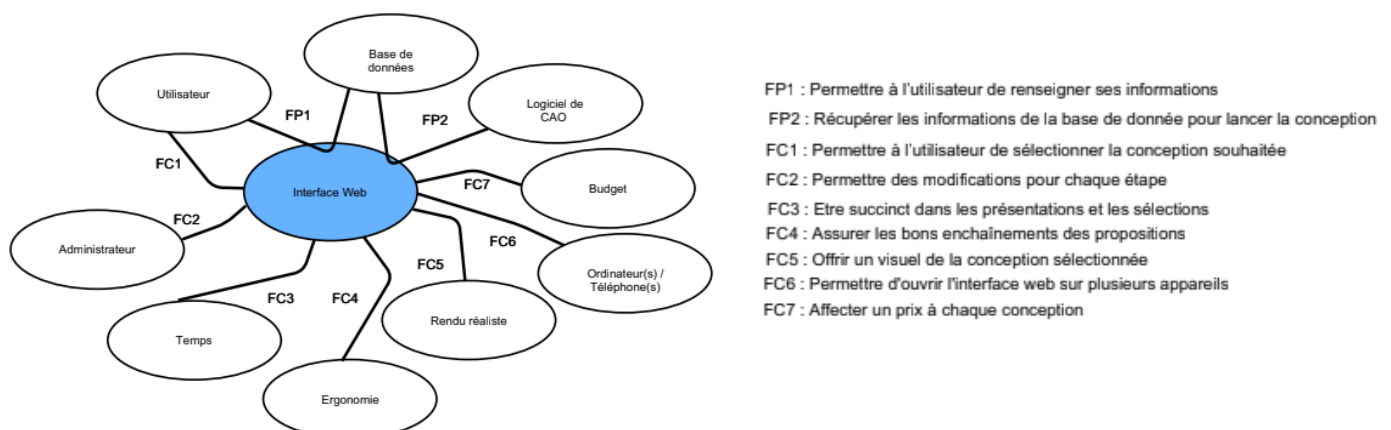 Base de
données
Utilisateur
Logiciel de
CAO
FP1
FP2
FC1
Interface Web
FC7
Budget
FC2
Administrateur
FC6
Ordinateur(s) /
Téléphone(s)
FC5
FC3
FC4
Rendu réaliste
Temps
Ergonomie
FP1 : Permettre à l'utilisateur de renseigner ses informations
FP2 : Récupérer les informations de la base de donnée pour lancer la conception
FC1 : Permettre à l'utilisateur de sélectionner la conception souhaitée
FC2 : Permettre des modifications pour chaque étape
FC3 : Etre succinct dans les présentations et les sélections
FC4 : Assurer les bons enchaînements des propositions
FC5 : Offrir un visuel de la conception sélectionnée
FC6 : Permettre d'ouvrir l'interface web sur plusieurs appareils
FC7 : Affecter un prix à chaque conception